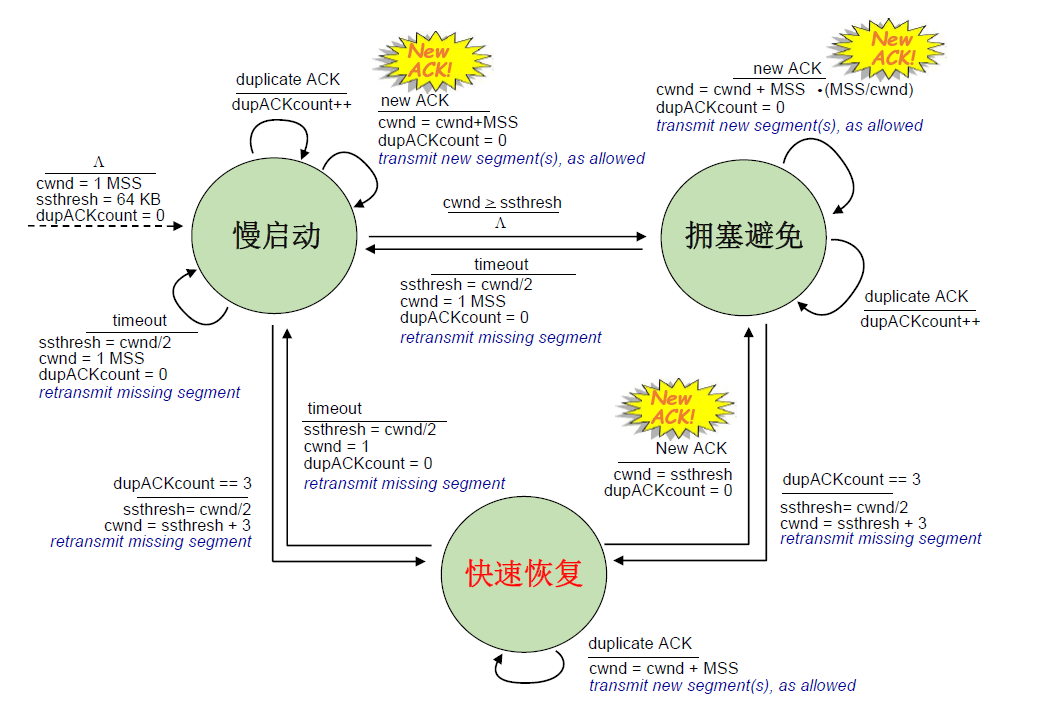 New
ACK!
duplicate ACK
dupACKcount++
new ACK
cwnd = cwnd+MSS
dupACKcount = 0
transmit new segment(s), as allowed
New
ACK!
new ACK
cwnd = cwnd + MSS •(MSS/cwnd)
dupACKcount = 0
transmit new segment(s), as allowed
Λ
cwnd = 1 MSS
ssthresh = 64 KB
dupACKcount = 0
慢启动
cwnd ≥ ssthresh
Λ
拥塞避免
timeout
ssthresh = cwnd/2
cwnd = 1 MSS
dupACKcount = 0
retransmit missing segment
duplicate ACK
dupACKcount++
timeout
ssthresh = cwnd/2
cwnd = 1 MSS
dupACKcount = 0
retransmit missing segment
timeout
ssthresh = cwnd/2
cwnd = 1
dupACKcount = 0
retransmit missing segment
New
ACK!
New ACK
cwnd = ssthresh
dupACKcount = 0
dupACKcount == 3
ssthresh= cwnd/2
cwnd = ssthresh + 3
retransmit missing segment
dupACKcount == 3
ssthresh= cwnd/2
cwnd = ssthresh + 3
retransmit missing segment
快速恢复
duplicate ACK
cwnd = cwnd + MSS
transmit new segment(s), as allowed